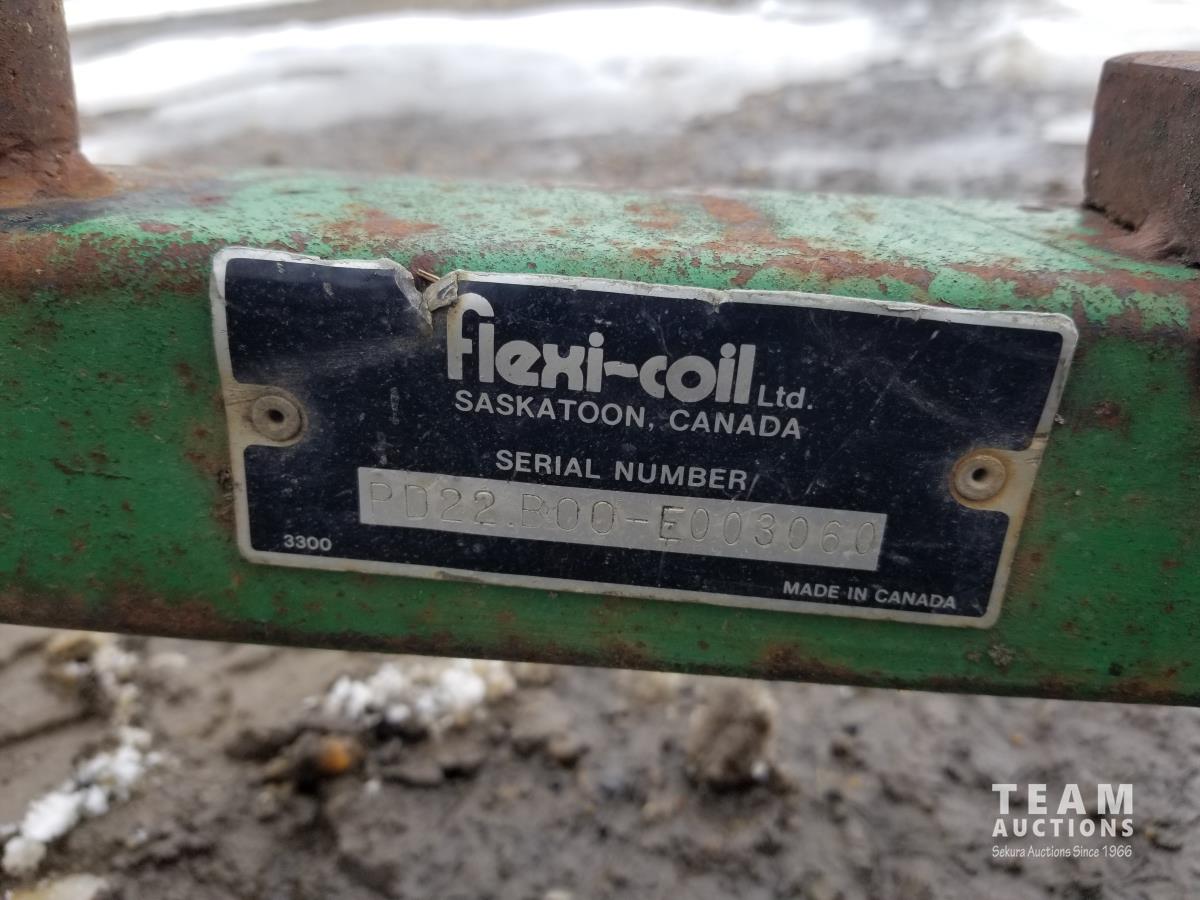 flexi-coil Ltd.
SASKATOON, CANADA
SERIAL NUMBER
PD22.B00-E003060
3300
MADE IN CANADA
TEAM
AUCTIONS
Sekura Auctions Since 1966